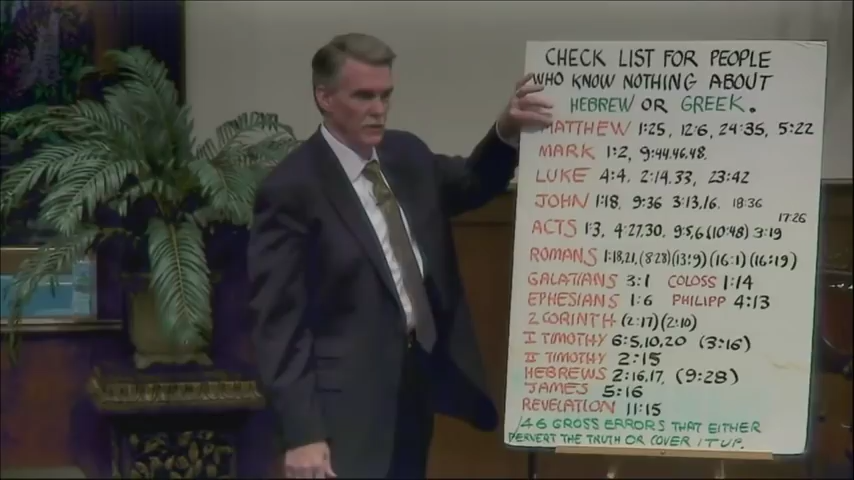 CHECK LIST FOR PEOPLE
WHO KNOW NOTHING ABOUT
HEBREW OR GREEK.
MATTHEW 1:25, 12:6, 24:35, 5:22
MARK 1:2, 9:44.46.48.
LUKE 4:4. 2:14.33, 23:42
JOHN 1:18, 9:36 3:13,16. 18:36
17:26
ACTS 1:3, 4:27,30. 9:5,6 (10:48) 3:19
ROMANS 1:18,21, (8:28) (13:9) (16:1) (16:19)
GALATIANS 3:1 COLOSS 1:14
EPHESIANS 1:6 PHILIPP 4:13
2 CORINTH (2:17) (2:10)
I TIMOTHY 6:5,10,20 (3:16)
II TIMOTHY 2:15
HEBREWS 2:16,17, (9:28)
JAMES 5:16
REVELATION 11:15
GROSS ERRORS THAT EITHER
PERVERT THE TRUTH OR COVER IT UP.